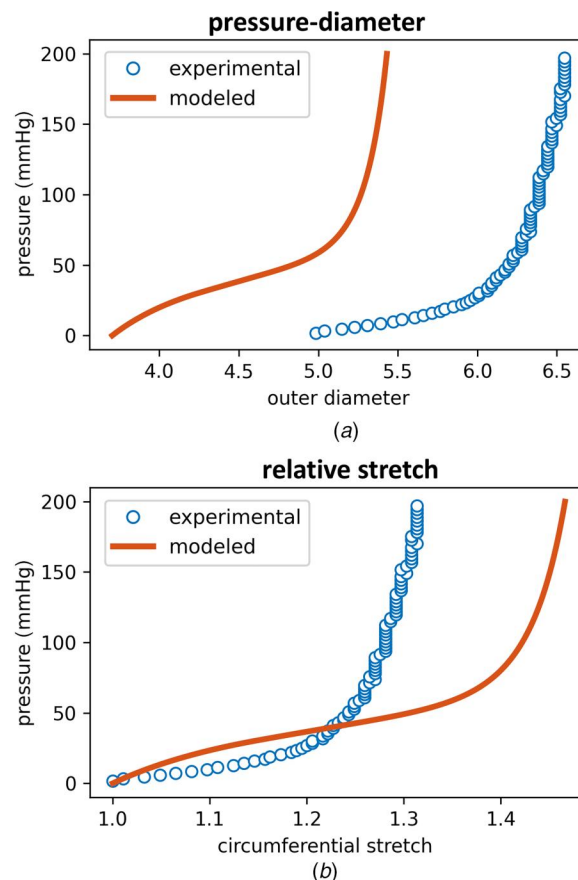 pressure-diameter
200
150
100
50
0
pressure (mmHg)
experimental
modeled
4.0 4.5 5.0 5.5 6.0 6.5
outer diameter
(a)
relative stretch
200
150
100
50
0
pressure (mmHg)
experimental
modeled
1.0 1.1 1.2 1.3 1.4
circumferential stretch
(b)